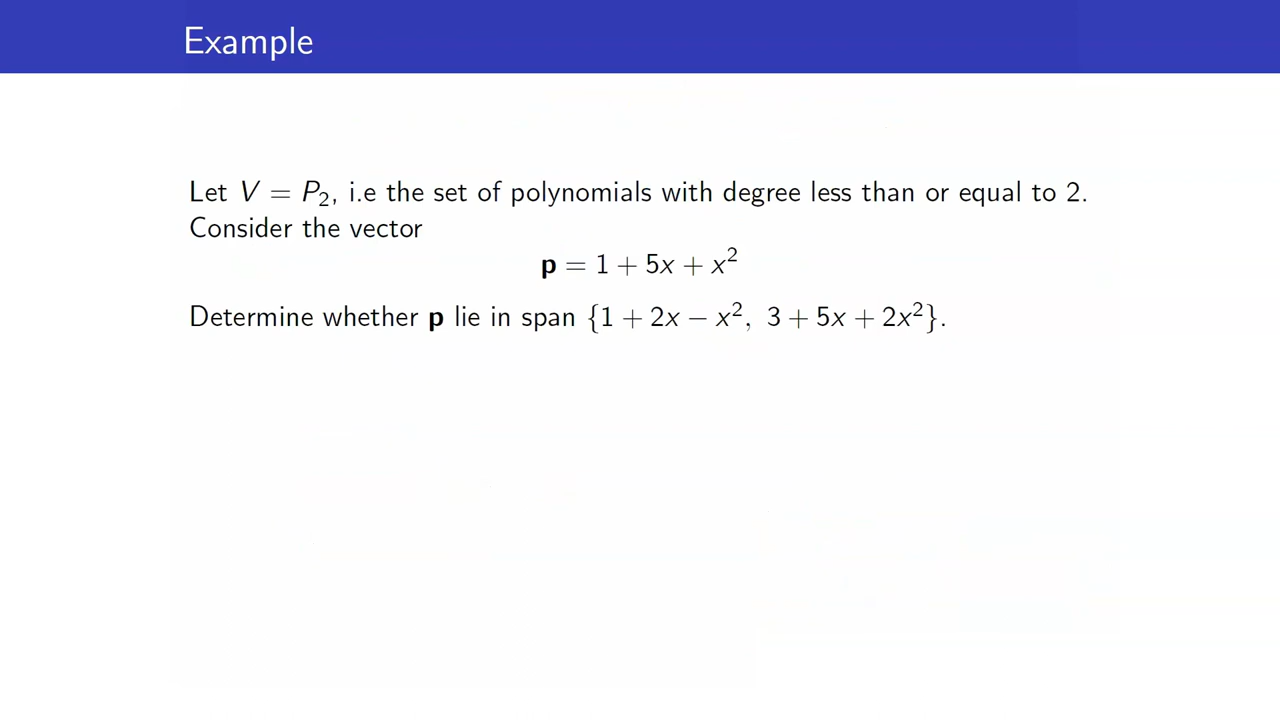 Example
Let V = P₂, i.e the set of polynomials with degree less than or equal to 2.
Consider the vector
p = 1 + 5x + x²
Determine whether p lie in span {1 + 2x − x², 3 + 5x + 2x²}.